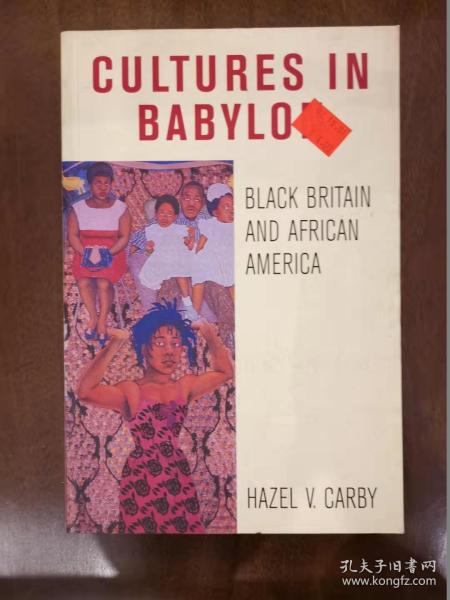 CULTURES IN
BABYLO
BLACK BRITAIN
AND AFRICAN
AMERICA
HAZEL V. CARBY
孔夫子旧书网
www.kongfz.com